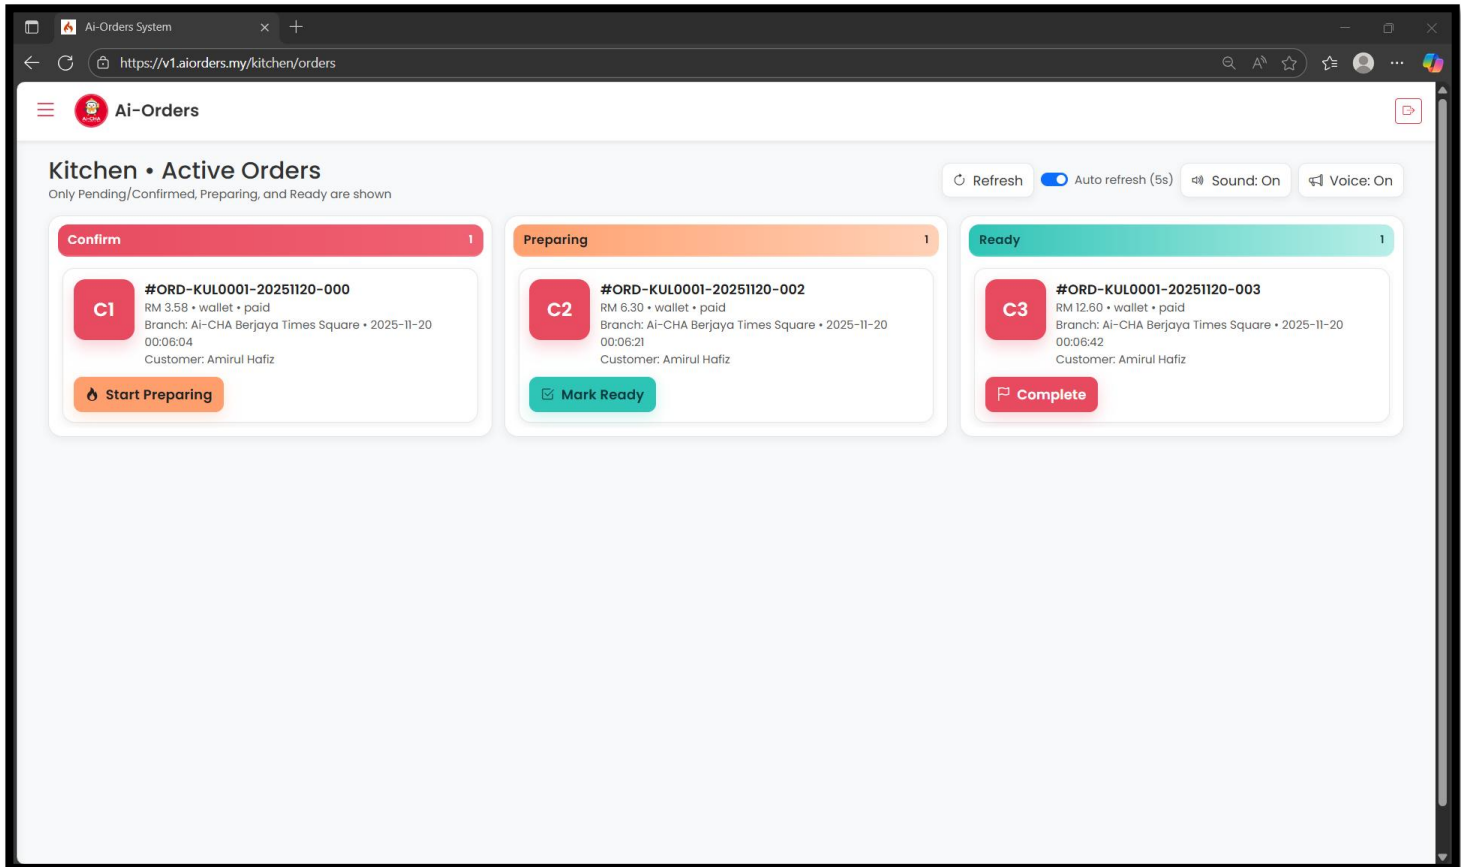 Ai-Orders System
https://v1.aiorders.my/kitchen/orders
Ai-Orders
Kitchen • Active Orders
Only Pending/Confirmed, Preparing, and Ready are shown
Refresh
Auto refresh (5s)
Sound: On
Voice: On
Confirm 1
C1
#ORD-KUL0001-20251120-000
RM 3.58 • wallet • paid
Branch: Ai-CHA Berjaya Times Square • 2025-11-20
00:06:04
Customer: Amirul Hafiz
Start Preparing
Preparing 1
C2
#ORD-KUL0001-20251120-002
RM 6.30 • wallet • paid
Branch: Ai-CHA Berjaya Times Square • 2025-11-20
00:06:21
Customer: Amirul Hafiz
Mark Ready
Ready 1
C3
#ORD-KUL0001-20251120-003
RM 12.60 • wallet • paid
Branch: Ai-CHA Berjaya Times Square • 2025-11-20
00:06:42
Customer: Amirul Hafiz
Complete